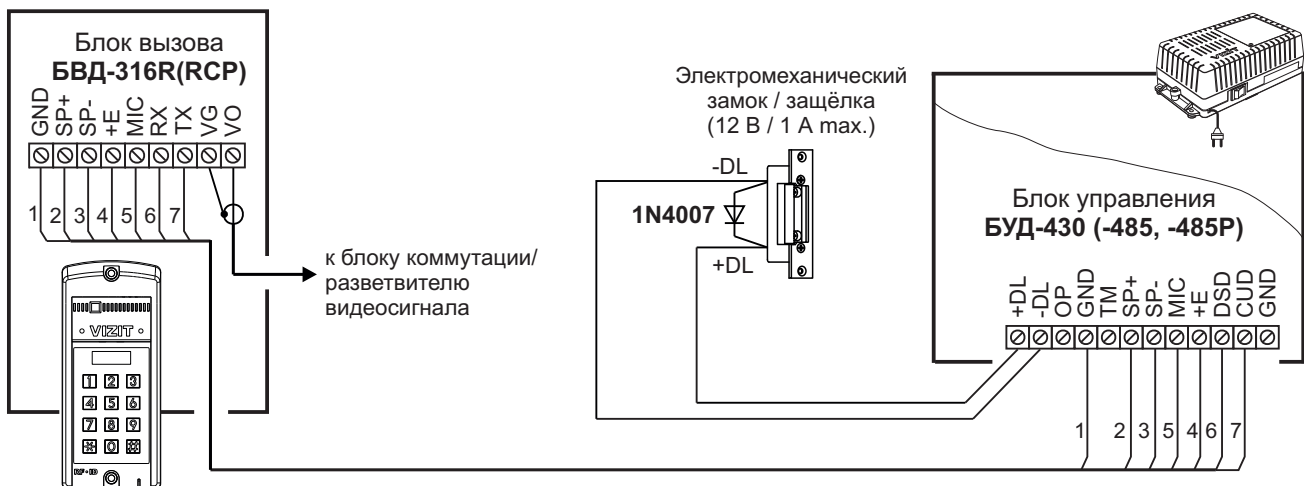 Блок вызова
БВД-316R(RCP)
GND
SP+
SP-
+E
MIC
RX
TX
VG
VO
1 2 3 4 5 6 7
к блоку коммутации/
разветвителю
видеосигнала
VIZIT
1 2 3
4 5 6
7 8 9
* 0 #
RF-ID
Электромеханический
замок / защёлка
(12 В / 1 А max.)
-DL
1N4007
+DL
Блок управления
БУД-430 (-485, -485P)
+DL
-DL
OP
GND
TM
SP+
SP-
MIC
+E
DSD
CUD
GND
1 2 3 5 4 6 7